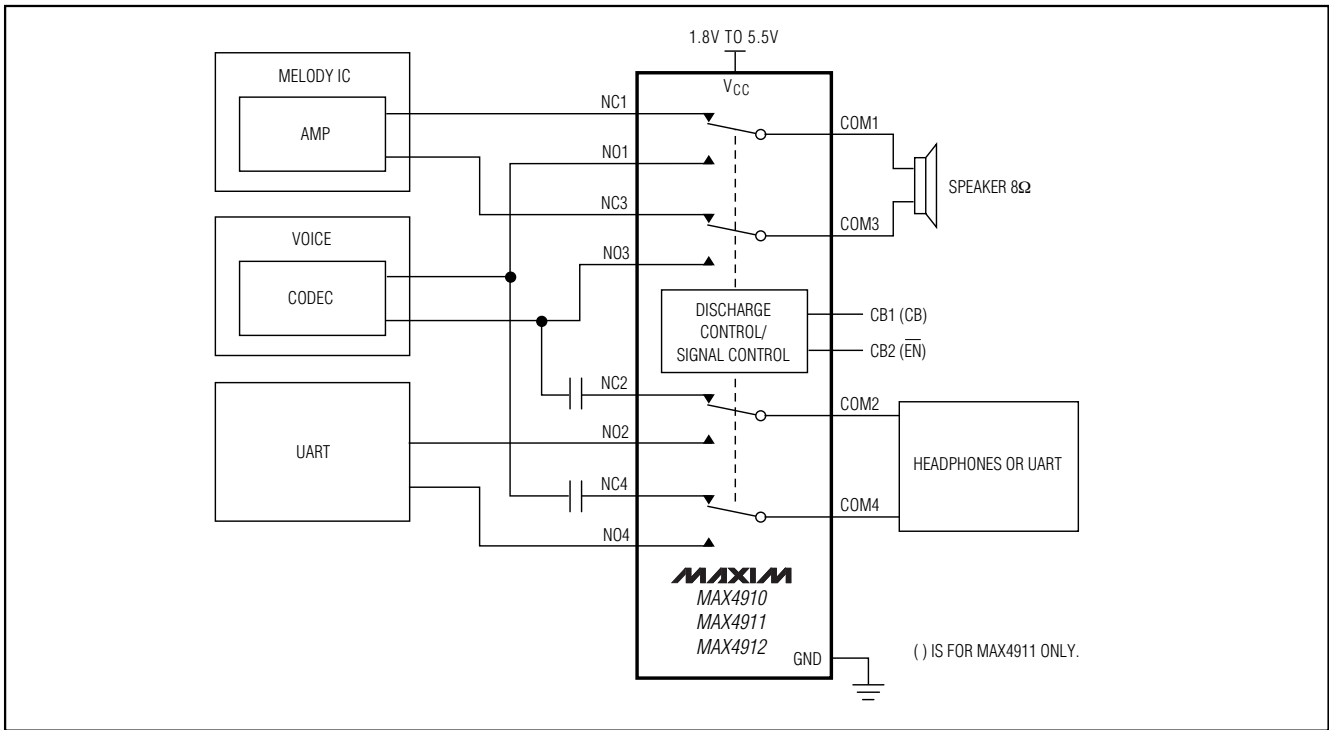 1.8V TO 5.5V
VCC
MELODY IC
AMP
NC1
NO1
NC3
NO3
COM1
COM3
SPEAKER 8Ω
VOICE
CODEC
DISCHARGE
CONTROL/
SIGNAL CONTROL
CB1 (CB)
CB2 (E̅N̅)
UART
NC2
NO2
NC4
NO4
COM2
COM4
HEADPHONES OR UART
MAXIM
MAX4910
MAX4911
MAX4912
GND
( ) IS FOR MAX4911 ONLY.